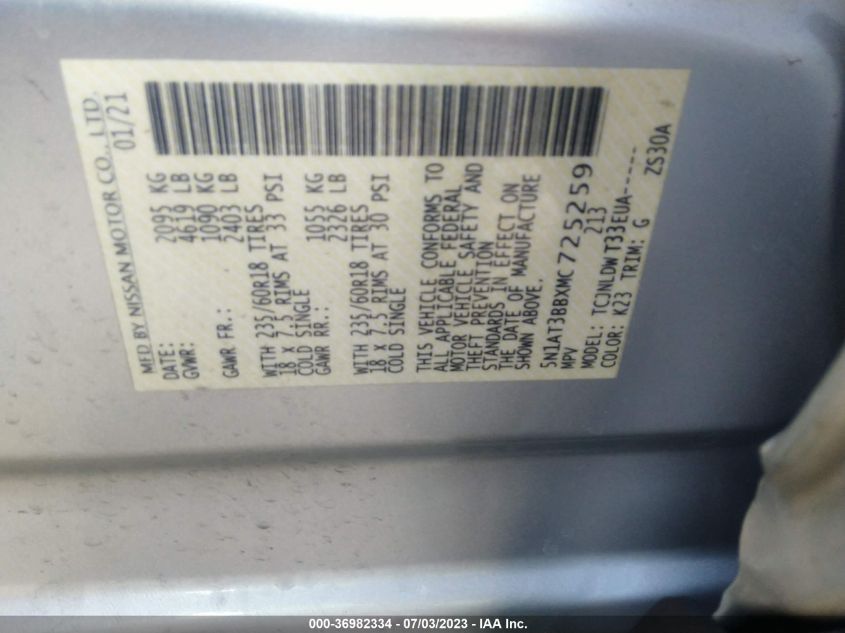 MFD BY NISSAN MOTOR CO., LTD.
DATE: 01/21
GVWR: 2095 KG
4619 LB
GAWR FR.: 1090 KG
2403 LB
WITH 235/60R18 TIRES
18 X 7.5 RIMS AT 33 PSI
COLD SINGLE
GAWR RR.: 1055 KG
2326 LB
WITH 235/60R18 TIRES
18 X 7.5 RIMS AT 30 PSI
COLD SINGLE
THIS VEHICLE CONFORMS TO
ALL APPLICABLE FEDERAL
MOTOR VEHICLE SAFETY AND
THEFT PREVENTION
STANDARDS IN EFFECT ON
THE DATE OF MANUFACTURE
SHOWN ABOVE.
5N1AT3BBXMC725259
MPV 213
MODEL: TCJNLDWT33EUA-----
COLOR: K23 TRIM: G
ZS30A
000-36982334 - 07/03/2023 - IAA Inc.